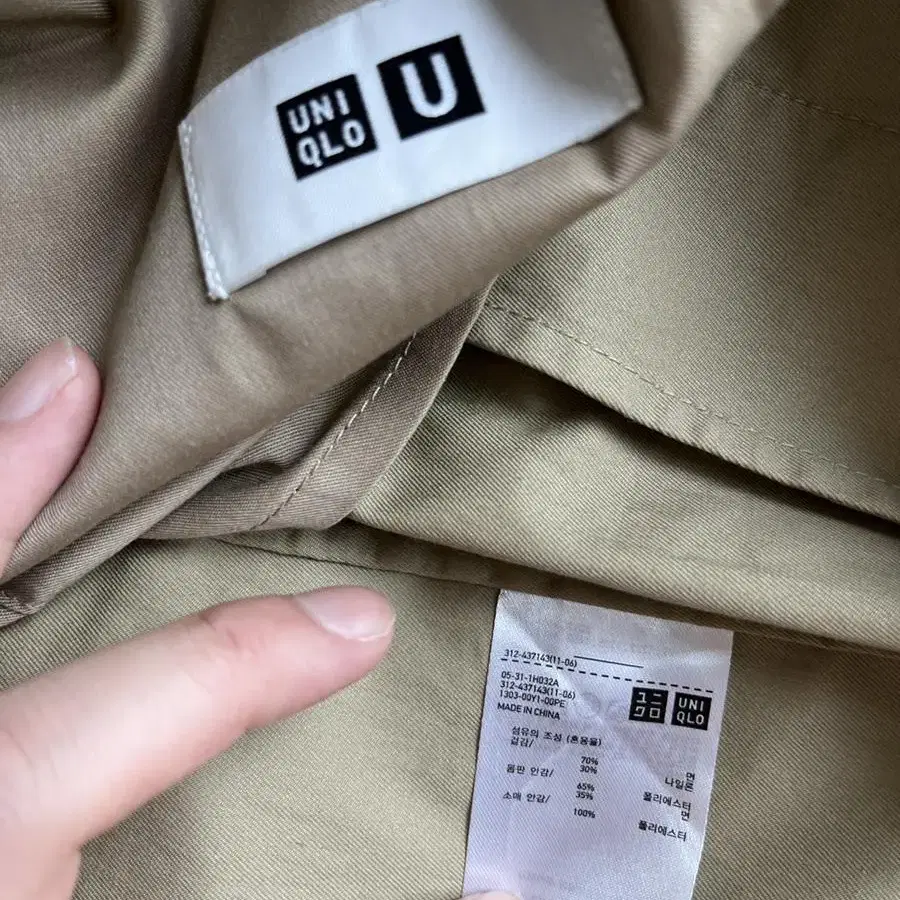 UNI
QLO
U
312-437143(11-06)
05-31-1H032A
312-437143(11-06)
1303-00Y1-00PE
MADE IN CHINA
ユニ
クロ
UNI
QLO
섬유의 조성 (혼용율)
겉감/
70% 면
30% 나일론
몸판 안감/
65% 폴리에스터
35% 면
소매 안감/
100% 폴리에스터